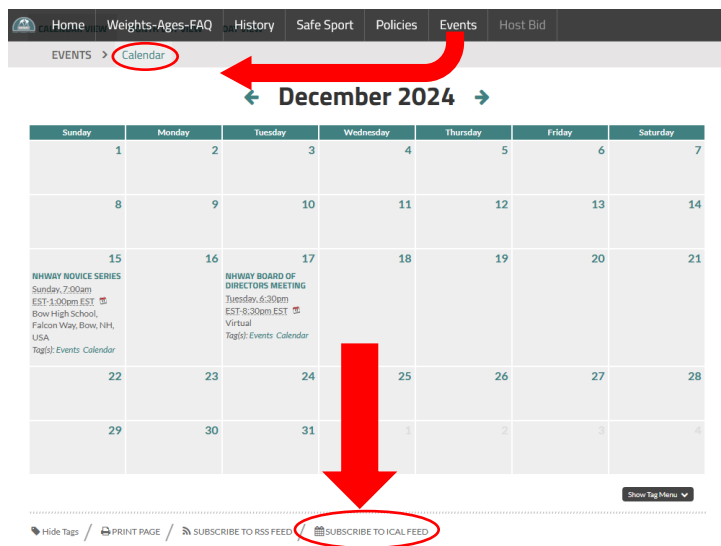 Home Weights-Ages-FAQ History Safe Sport Policies Events Host Bid
EVENTS > Calendar
← December 2024 →
Sunday Monday Tuesday Wednesday Thursday Friday Saturday
1 2 3 4 5 6 7
8 9 10 11 12 13 14
15 16 17 18 19 20 21
NHWAY NOVICE SERIES
Sunday, 7:00am
EST-1:00pm EST
Bow High School,
Falcon Way, Bow, NH,
USA
Tag(s): Events Calendar
NHWAY BOARD OF
DIRECTORS MEETING
Tuesday, 6:30pm
EST-8:30pm EST
Virtual
Tag(s): Events Calendar
22 23 24 25 26 27 28
29 30 31 1 2 3 4
Show Tag Menu
Hide Tags / PRINT PAGE / SUBSCRIBE TO RSS FEED / SUBSCRIBE TO ICAL FEED